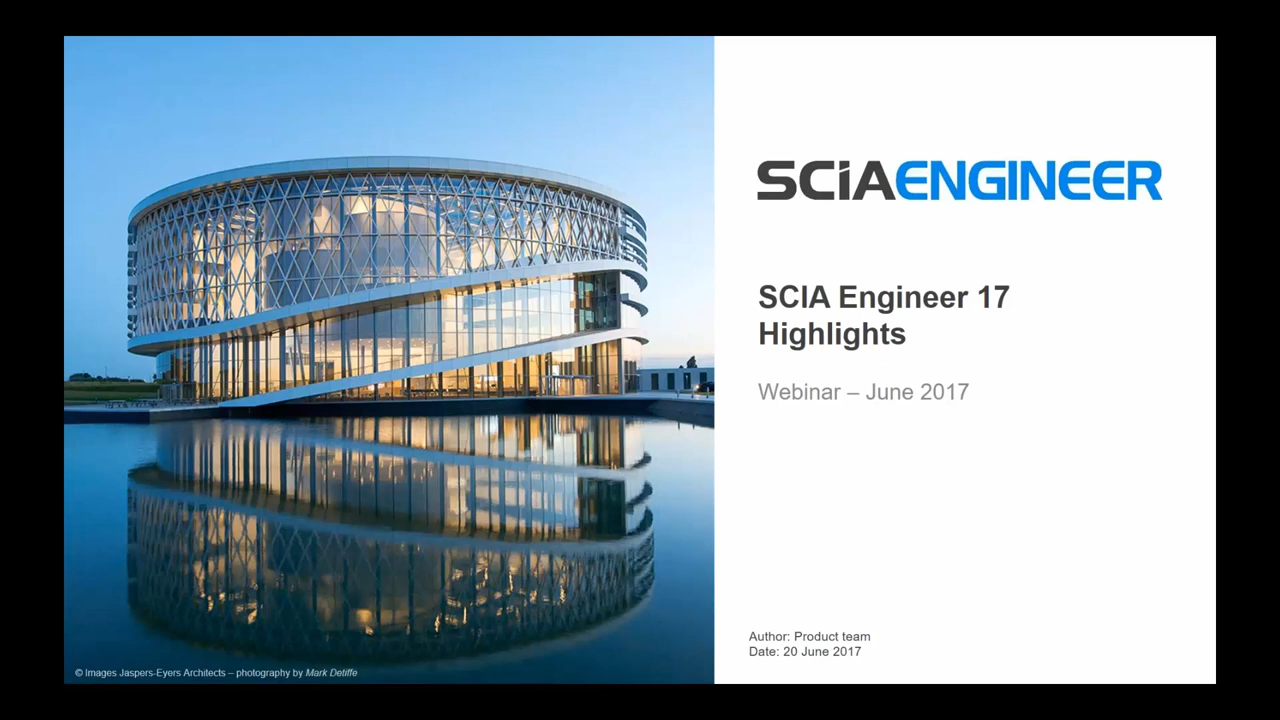 SCiAENGINEER
SCIA Engineer 17
Highlights
Webinar – June 2017
Author: Product team
Date: 20 June 2017
© Images Jaspers-Eyers Architects – photography by Mark Detiffe